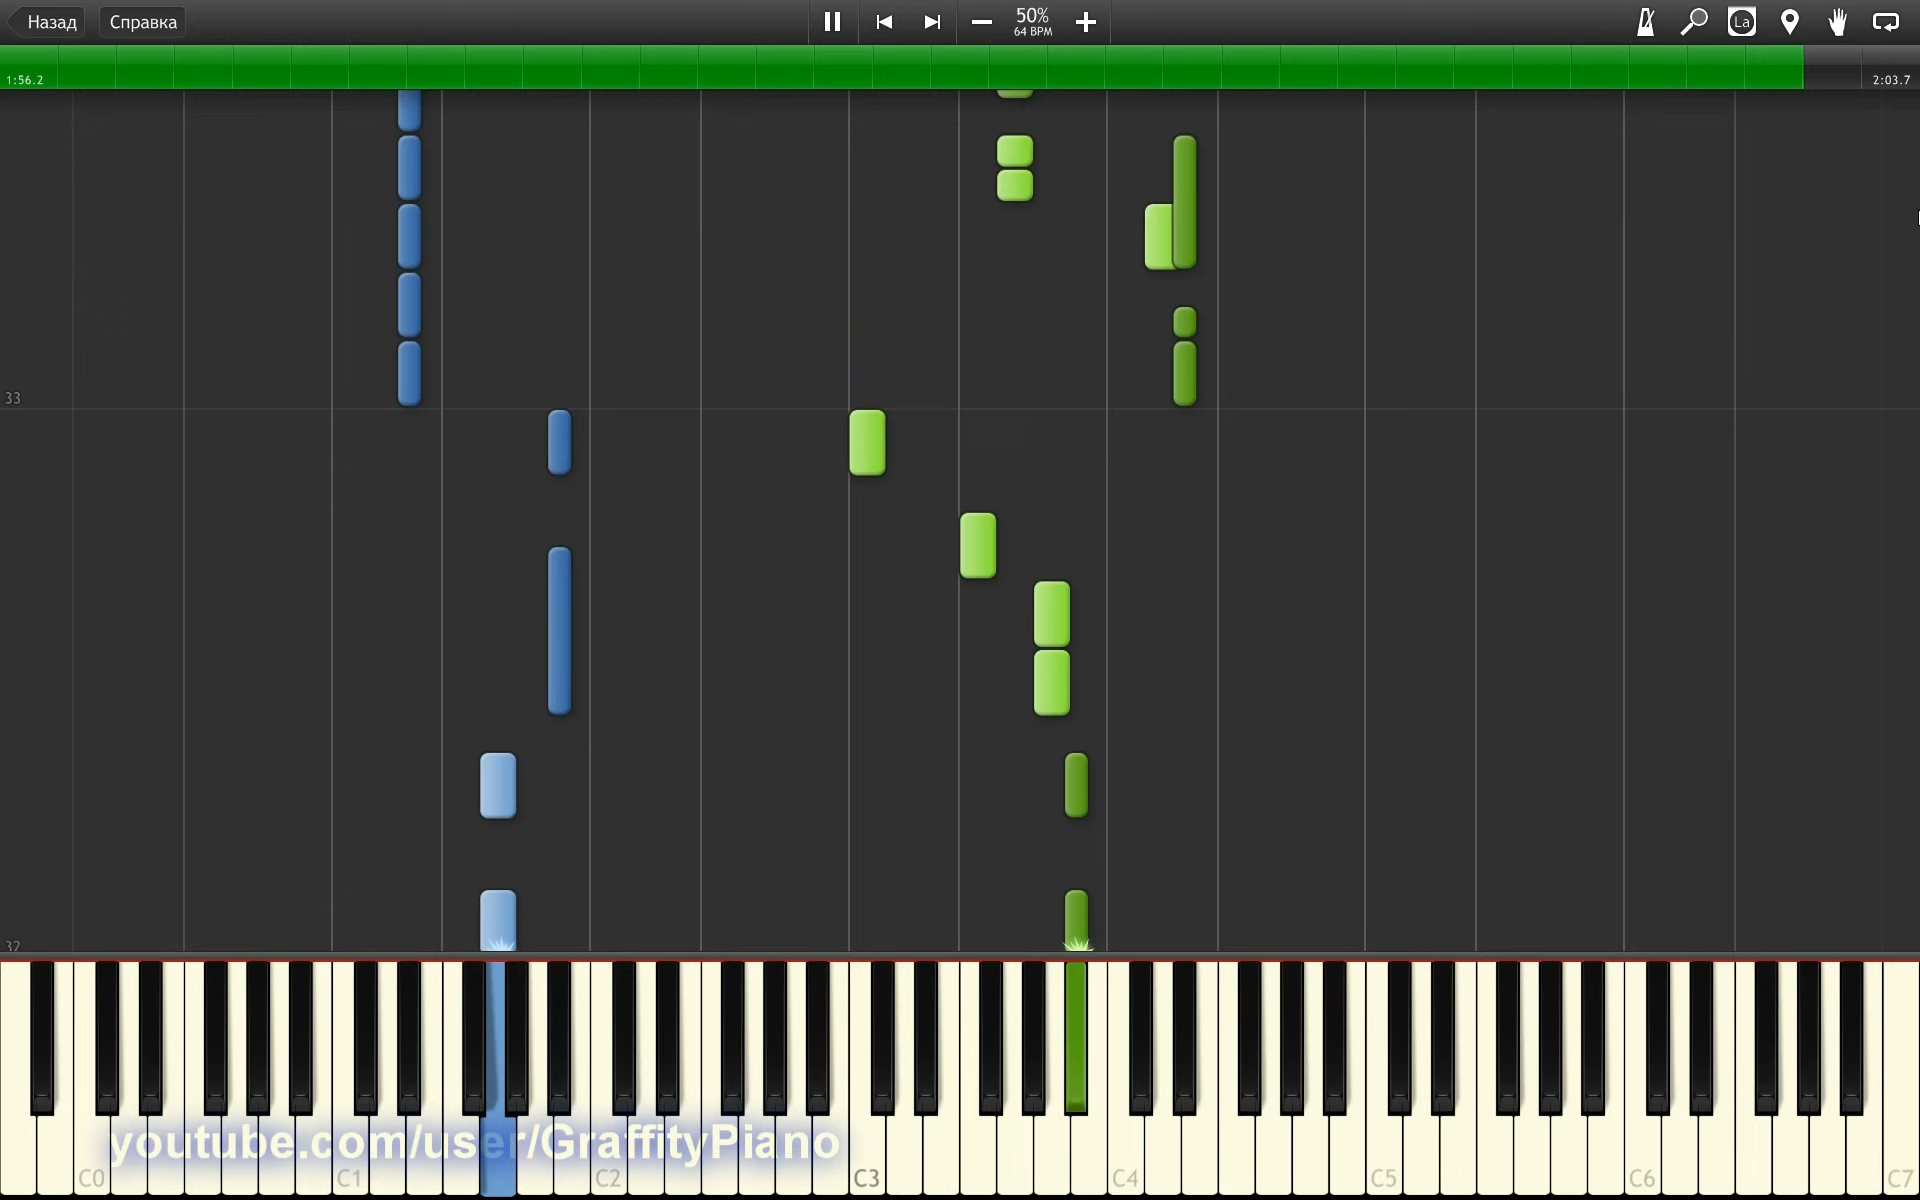 Назад
Справка
50%
64 BPM
La
1:56.2
2:03.7
33
32
youtube.com/user/GraffityPiano
C0
C1
C2
C3
C4
C5
C6
C7